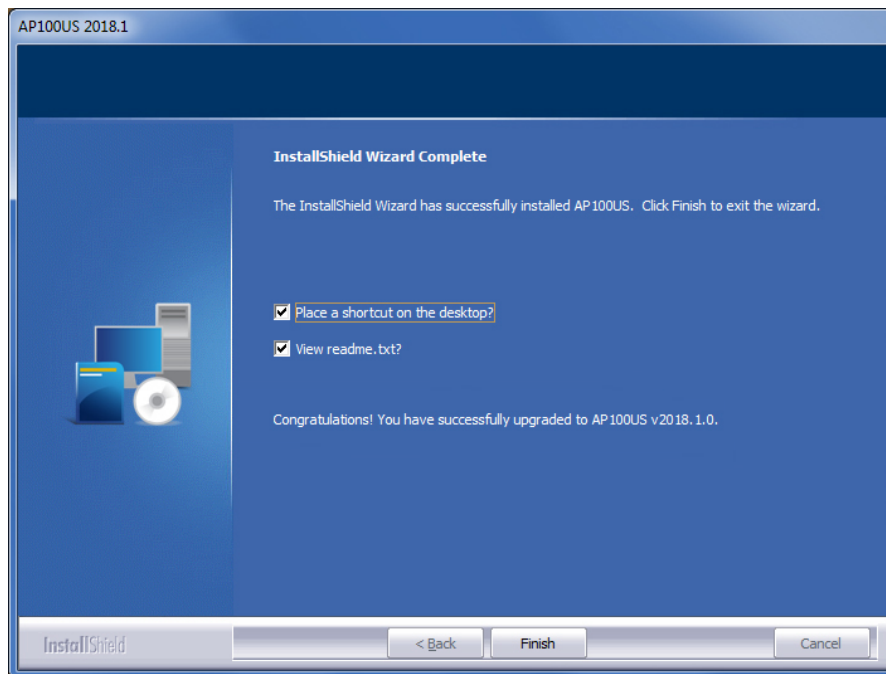 AP100US 2018.1
InstallShield Wizard Complete
The InstallShield Wizard has successfully installed AP100US. Click Finish to exit the wizard.
Place a shortcut on the desktop?
View readme.txt?
Congratulations! You have successfully upgraded to AP100US v2018.1.0.
InstallShield
< Back
Finish
Cancel